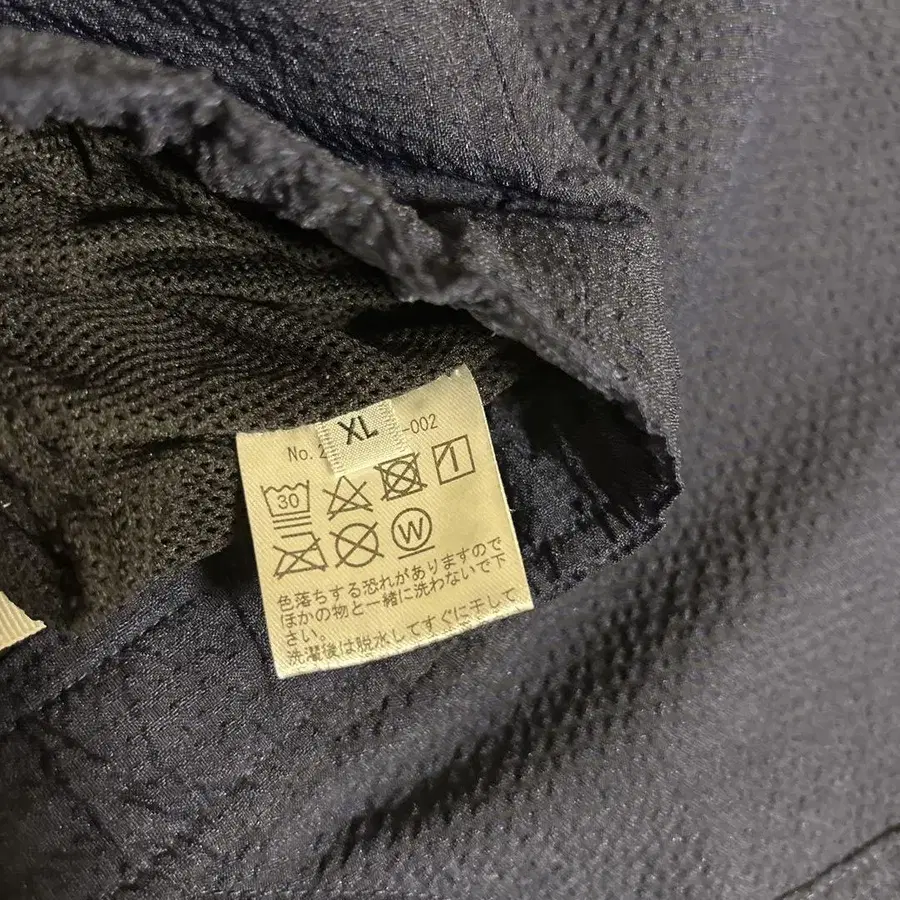 XL
No. 2
-002
30
W
色落ちする恐れがありますので
ほかの物と一緒に洗わないで下
さい。
洗濯後は脱水してすぐに干して